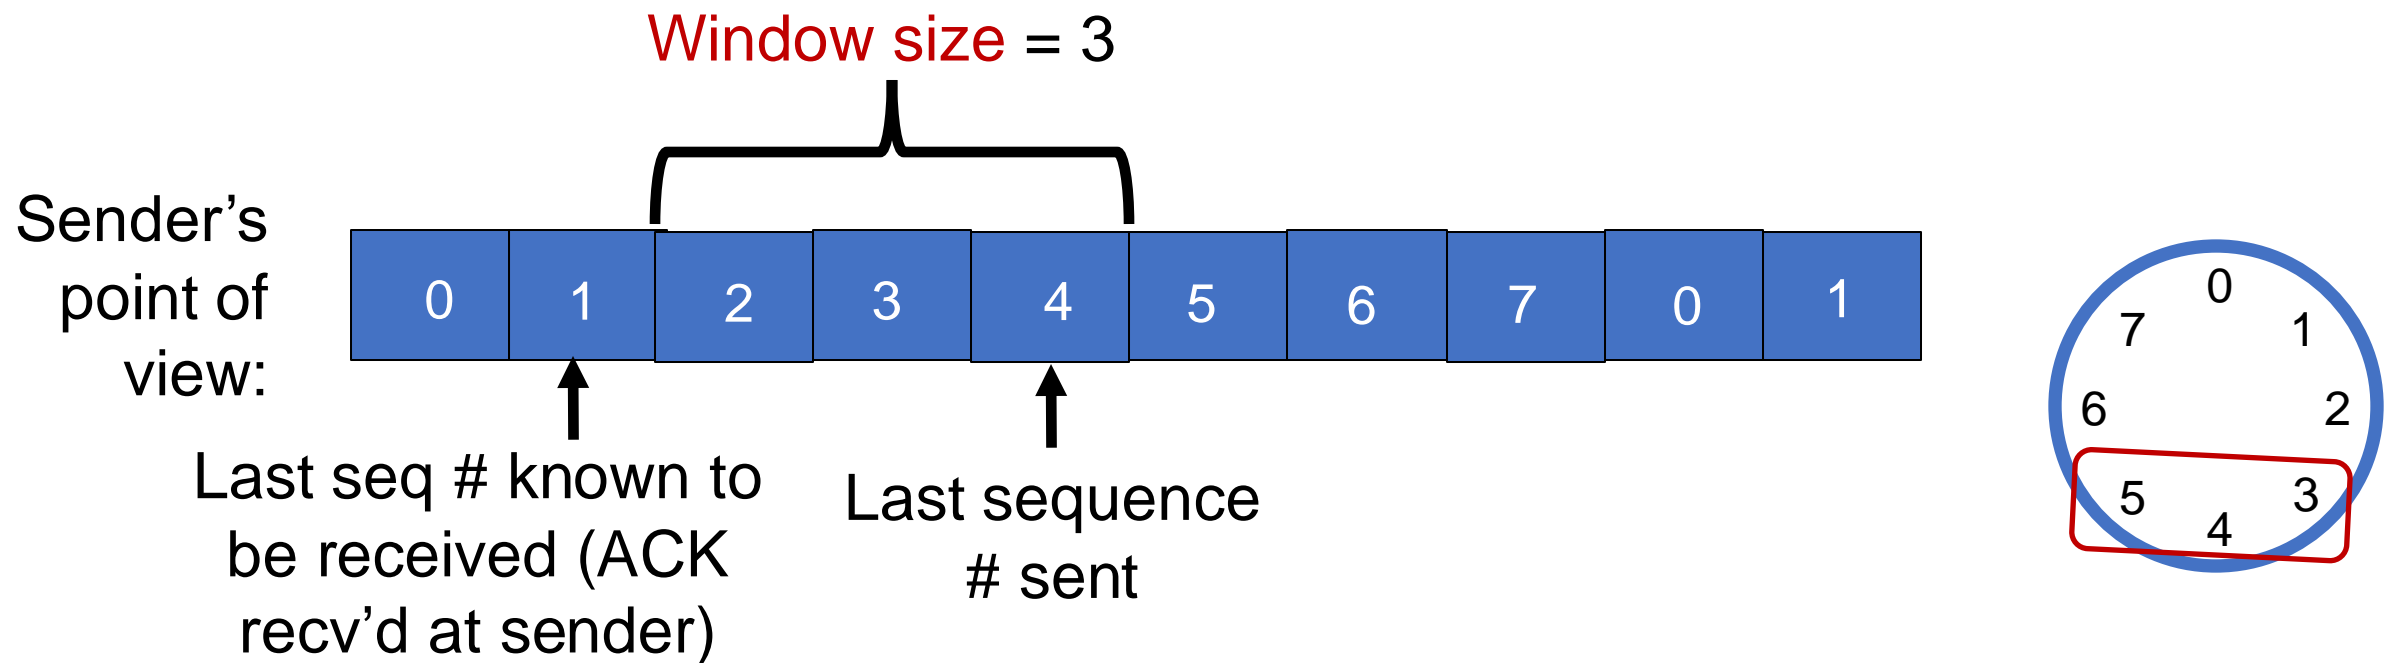 Window size = 3
Sender’s
point of
view:
0 1 2 3 4 5 6 7 0 1
Last seq # known to
be received (ACK
recv’d at sender)
Last sequence
# sent
0
7 1
6 2
5 3
4